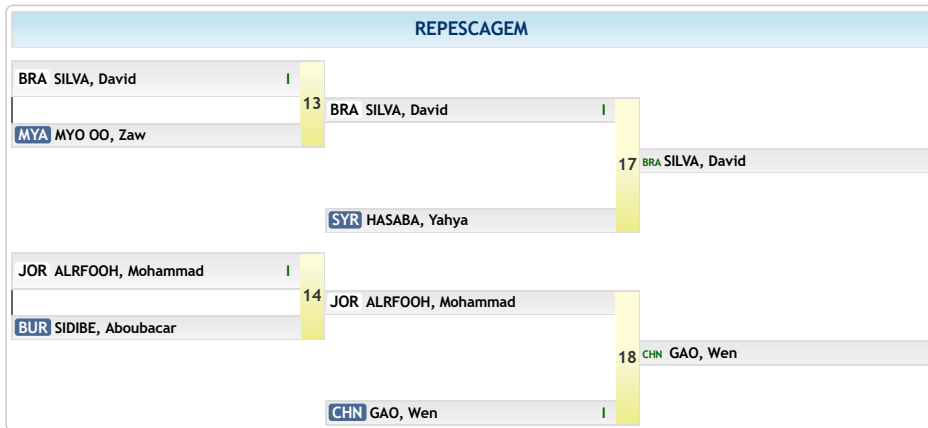 REPESCAGEM
BRA SILVA, David I
13
MYA MYO OO, Zaw
BRA SILVA, David I
17
SYR HASABA, Yahya
BRA SILVA, David
JOR ALRFOOH, Mohammad I
14
BUR SIDIBE, Aboubacar
JOR ALRFOOH, Mohammad
18
CHN GAO, Wen I
CHN GAO, Wen